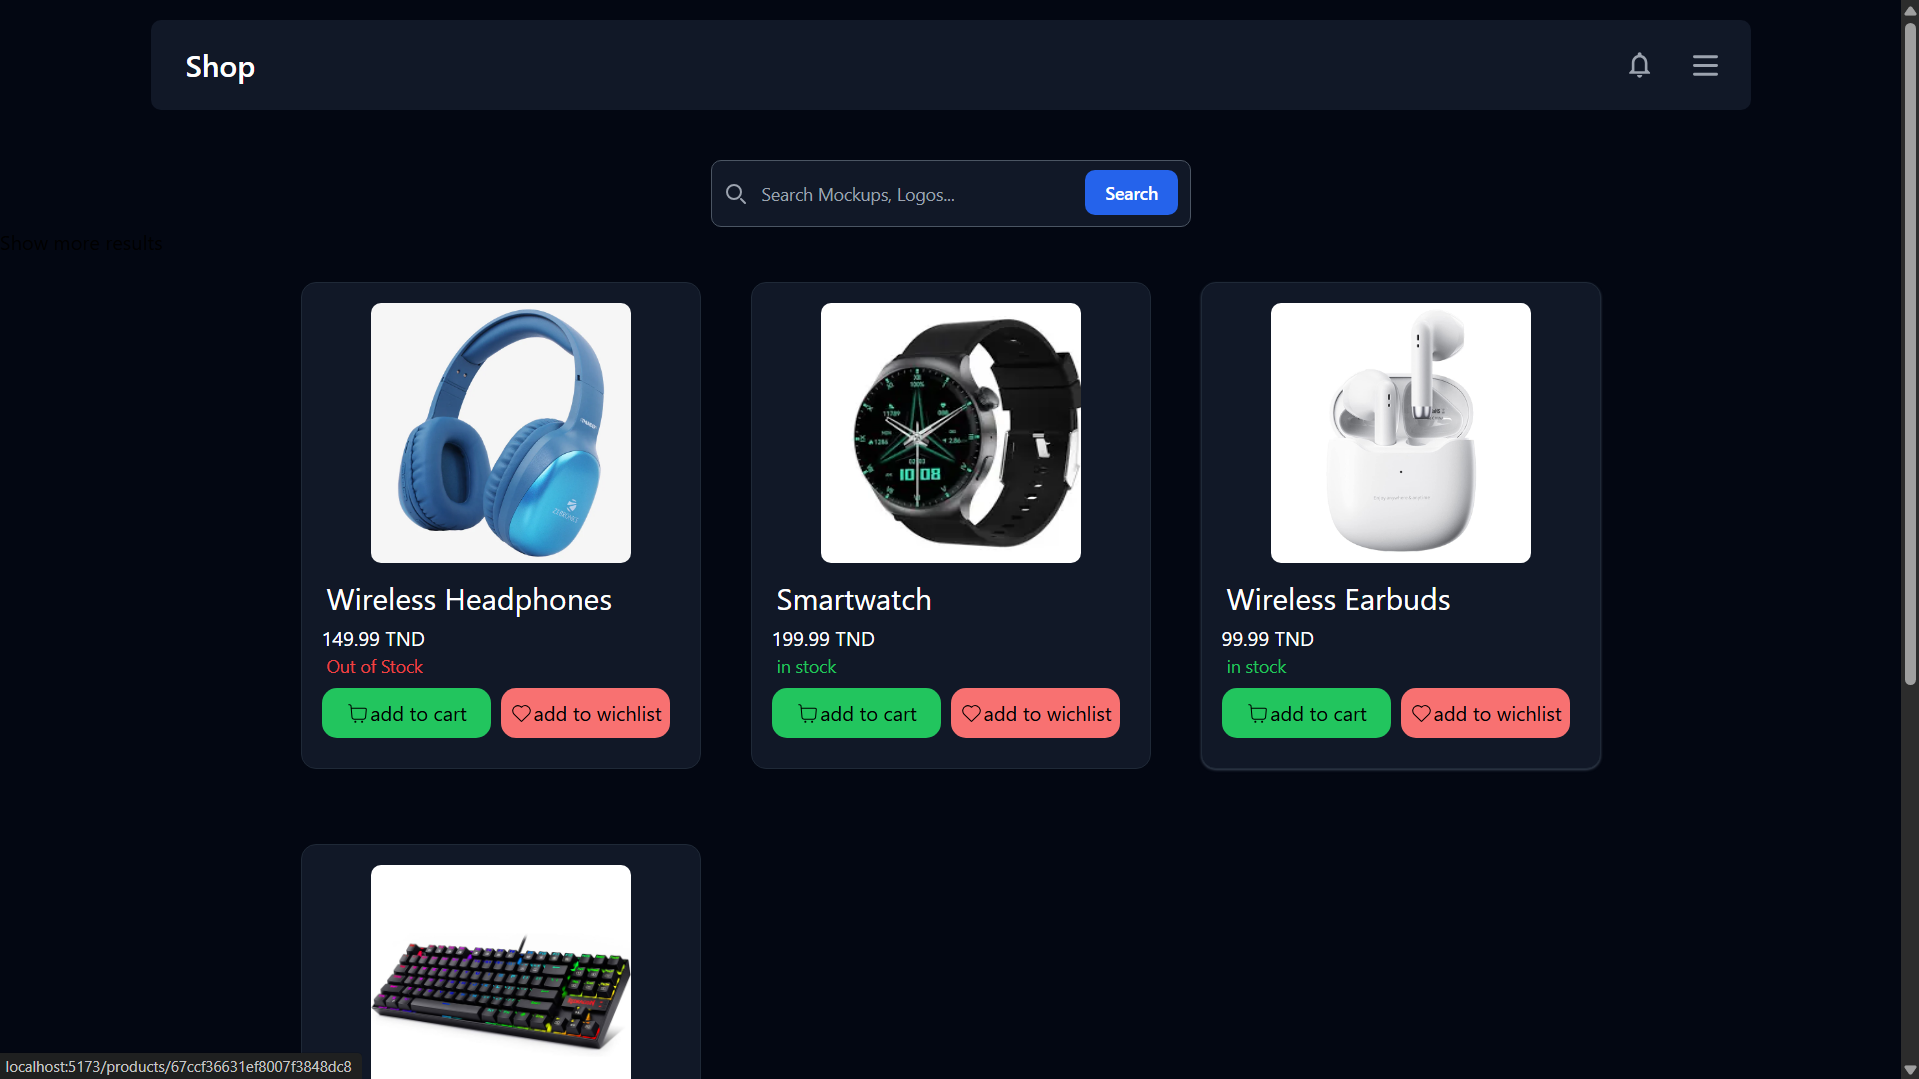 Shop
Search Mockups, Logos...
Search
Show more results
10:08
Wireless Headphones
149.99 TND
Out of Stock
add to cart
add to wichlist
Smartwatch
199.99 TND
in stock
add to cart
add to wichlist
Wireless Earbuds
99.99 TND
in stock
add to cart
add to wichlist
localhost:5173/products/67ccf36631ef8007f3848dc8